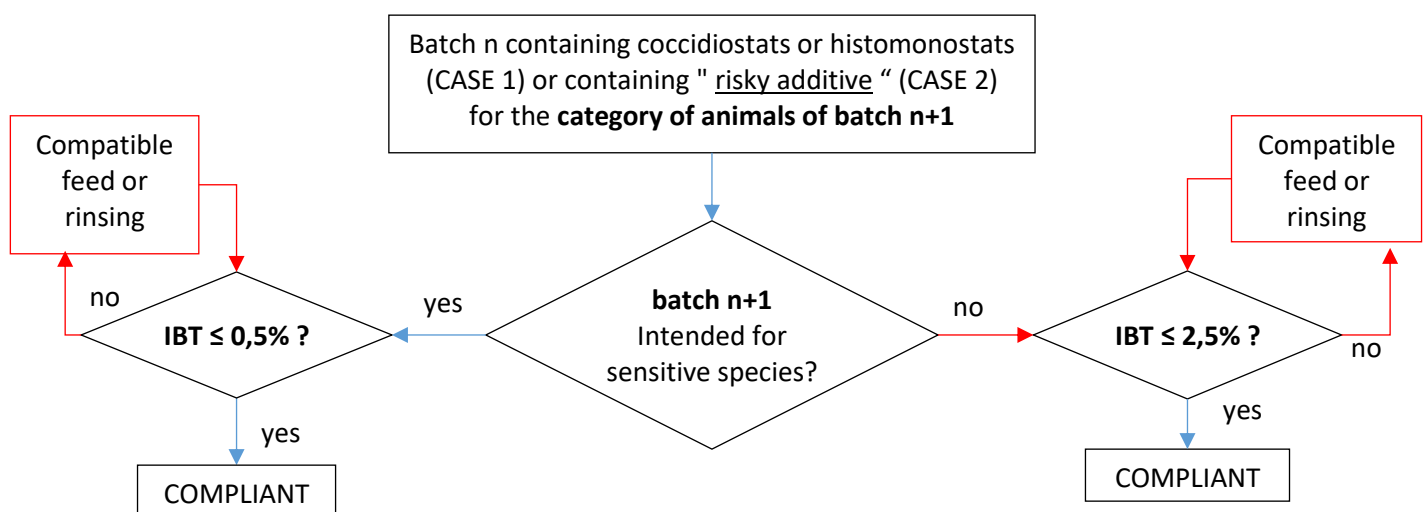 Batch n containing coccidiostats or histomonostats
(CASE 1) or containing " risky additive “ (CASE 2)
for the category of animals of batch n+1
Compatible
feed or
rinsing
Compatible
feed or
rinsing
no
yes
batch n+1
Intended for
sensitive species?
no
no
IBT ≤ 0,5% ?
IBT ≤ 2,5% ?
yes
yes
COMPLIANT
COMPLIANT